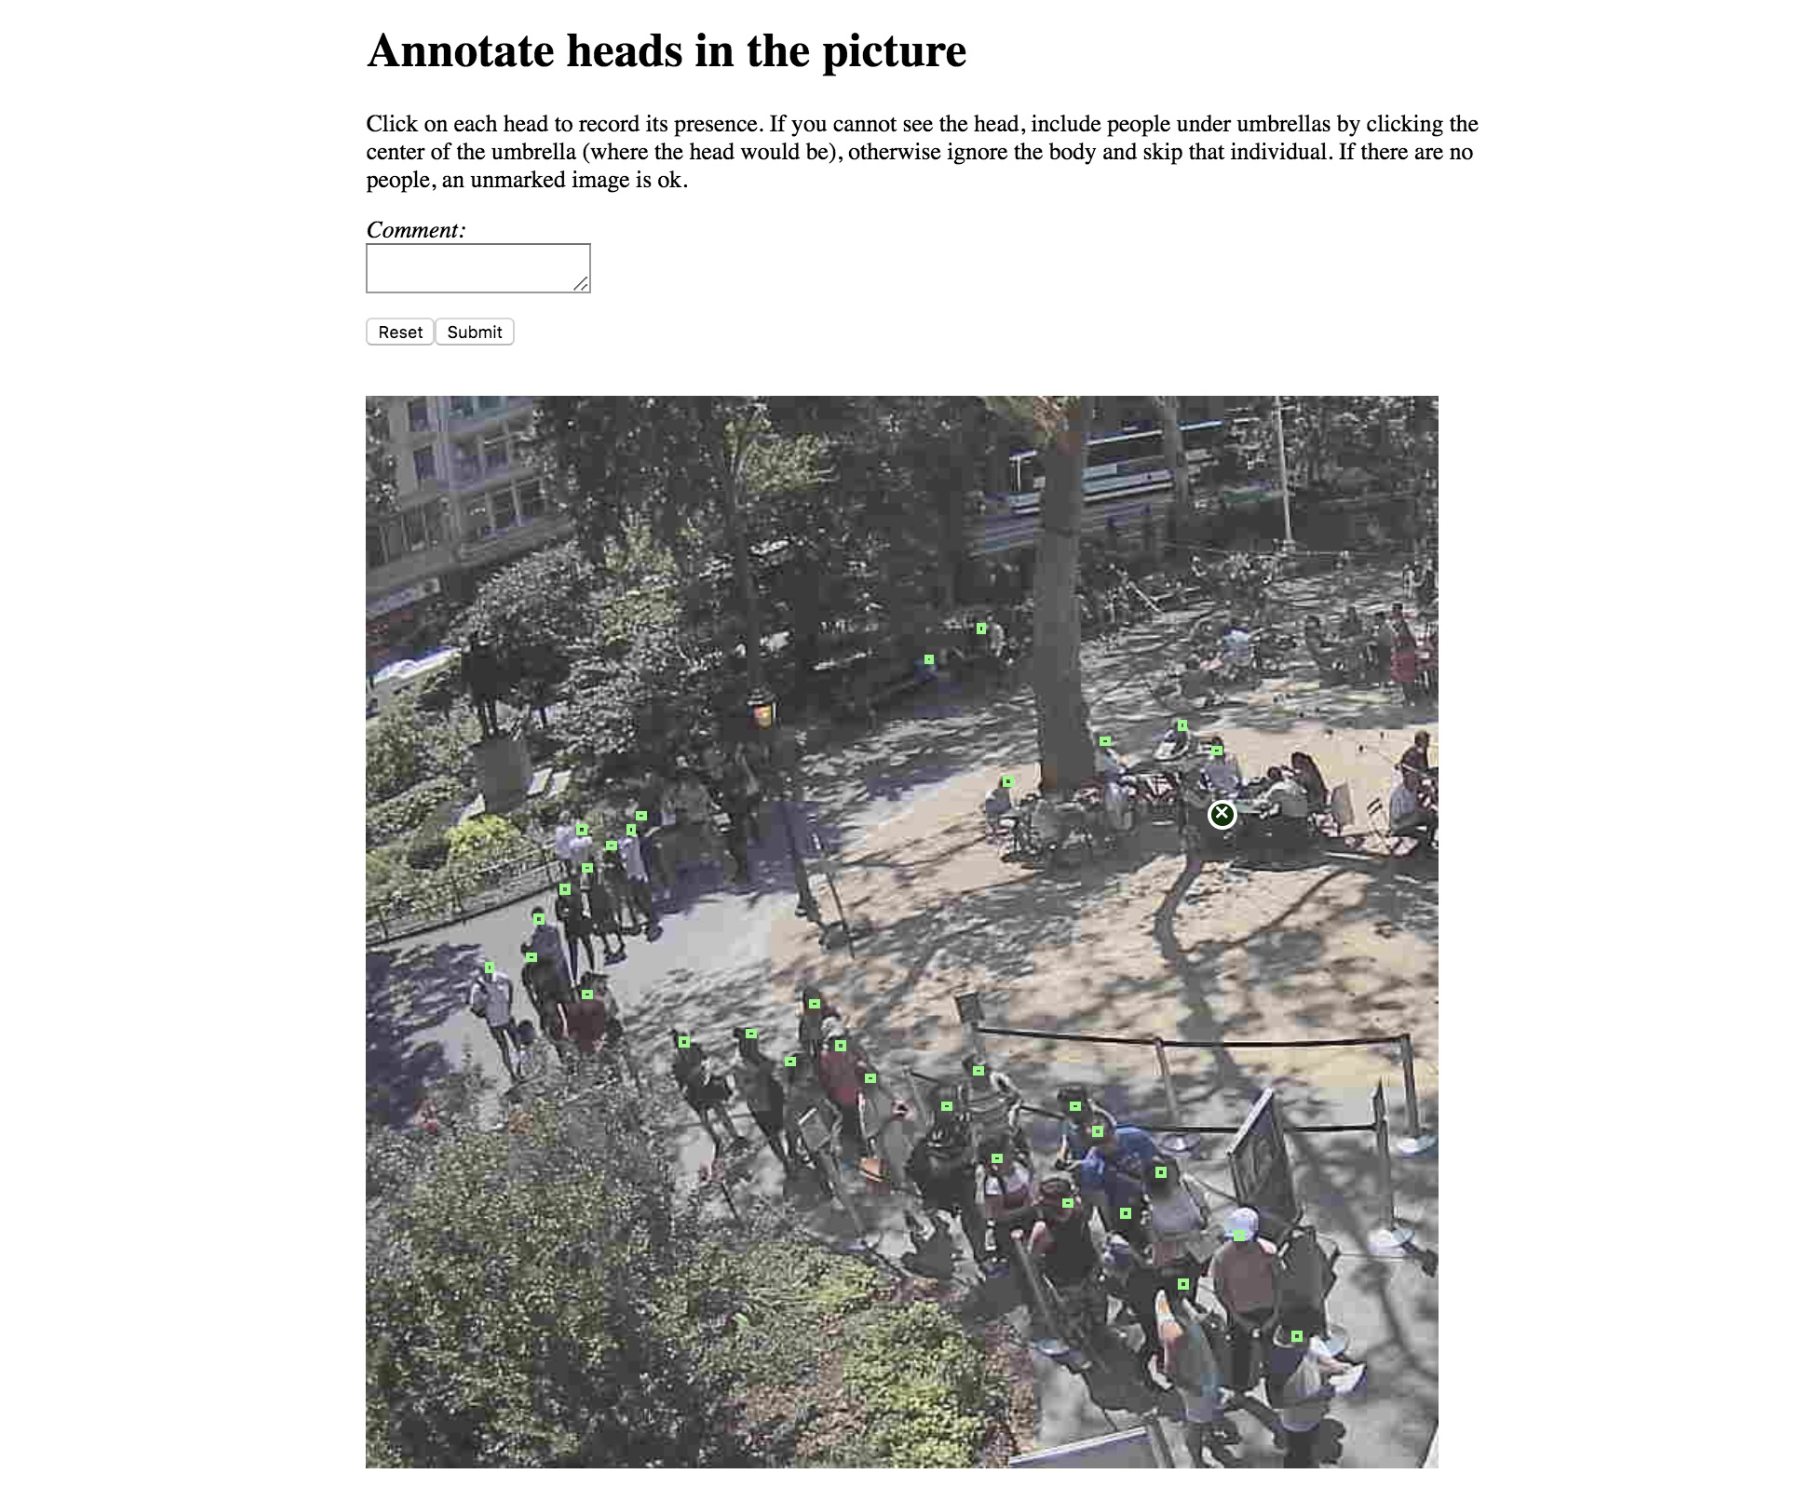 Annotate heads in the picture
Click on each head to record its presence. If you cannot see the head, include people under umbrellas by clicking the
center of the umbrella (where the head would be), otherwise ignore the body and skip that individual. If there are no
people, an unmarked image is ok.
Comment:
Reset Submit